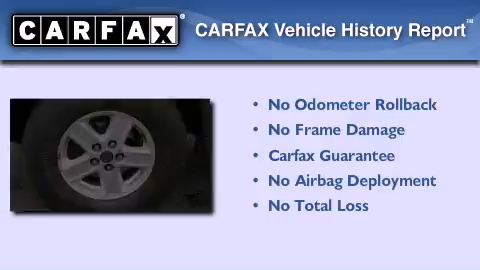 CARFAX® CARFAX Vehicle History Report™
• No Odometer Rollback
• No Frame Damage
• Carfax Guarantee
• No Airbag Deployment
• No Total Loss